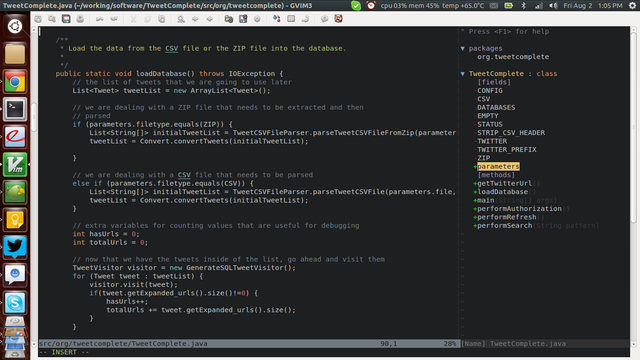 TweetComplete.java (~/working/software/TweetComplete/src/org/tweetcomplete) - GVIM3
cpu 03% mem 45% temp +65.0°C
Fri Aug 2 1:05 PM
/**
* Load the data from the CSV file or the ZIP file into the database.
*
*/
public static void loadDatabase() throws IOException {
// the list of tweets that we are going to use later
List<Tweet> tweetList = new ArrayList<Tweet>();
// we are dealing with a ZIP file that needs to be extracted and then
// parsed
if (parameters.filetype.equals(ZIP)) {
List<String[]> initialTweetList = TweetCSVFileParser.parseTweetCSVFileFromZip(parameter
tweetList = Convert.convertTweets(initialTweetList);
}
// we are dealing with a CSV file that needs to be parsed
else if (parameters.filetype.equals(CSV)) {
List<String[]> initialTweetList = TweetCSVFileParser.parseTweetCSVFile(parameters.file,
tweetList = Convert.convertTweets(initialTweetList);
}
// extra variables for counting values that are useful for debugging
int hasUrls = 0;
int totalUrls = 0;
// now that we have the tweets inside of the list, go ahead and visit them
TweetVisitor visitor = new GenerateSQLTweetVisitor();
for (Tweet tweet : tweetList) {
visitor.visit(tweet);
if(tweet.getExpanded_urls().size()!=0) {
hasUrls++;
totalUrls += tweet.getExpanded_urls().size();
}
}
src/org/tweetcomplete/TweetComplete.java 90,1 28%
-- INSERT --
" Press <F1> for help
▼ packages
org.tweetcomplete
▼ TweetComplete : class
[fields]
-CONFIG
-CSV
-DATABASES
-EMPTY
-STATUS
-STRIP_CSV_HEADER
-TWITTER
-TWITTER_PREFIX
-ZIP
+parameters
[methods]
+getTwitterUrl()
+loadDatabase()
+main(String[] args)
+performAuthorization()
+performRefresh()
+performSearch(String pattern)
[Name] TweetComplete.java